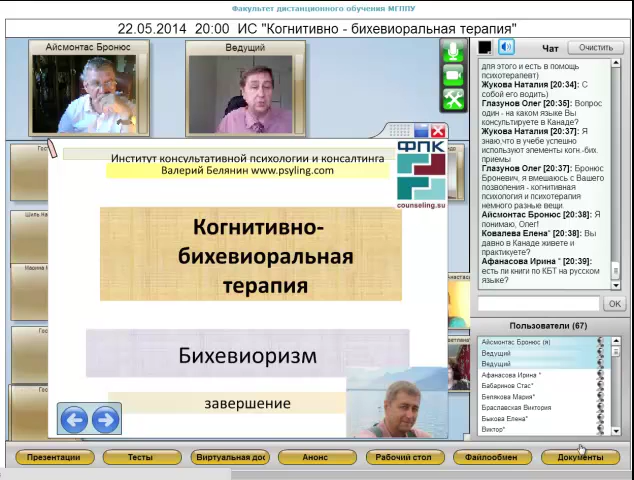 Факультет дистанционного обучения МГППУ
22.05.2014 20:00 ИС "Когнитивно - бихевиоральная терапия"
Айсмонтас Бронюс
Ведущий
Чат
Очистить
для этого и есть в помощь
психотерапевт)
Жукова Наталия [20:34]: С
собой его водить)
Глазунов Олег [20:35]: Вопрос
один - на каком языке Вы
консультируете в Канаде?
Жукова Наталия [20:37]: Я
знаю,что в учебе успешно
используют элементы когн.-бих.
приемы
Глазунов Олег [20:37]: Бронюс
Броневич, я вмешаюсь с Вашего
позволения - когнитивная
психология и психотерапия
немного разные вещи.
Айсмонтас Бронюс [20:38]: Я
понимаю, Олег!
Ковалева Елена* [20:38]: Вы
давно в Канаде живете и
практикуете?
Афанасова Ирина * [20:39]:
есть ли книги по КБТ на русском
языке?
OK
Пользователи (67)
Айсмонтас Бронюс (я)
Ведущий
Ведущий
Афанасова Ирина *
Бабаринов Стас*
Белякова Мария*
Браславская Виктория
Быкова Елена*
Виктор*
Институт консультативной психологии и консалтинга
Валерий Белянин www.psyling.com
ФПК
counseling.su
Когнитивно-
бихевиоральная
терапия
Бихевиоризм
завершение
Презентации
Тесты
Виртуальная дос
Анонс
Рабочий стол
Файлообмен
Документы